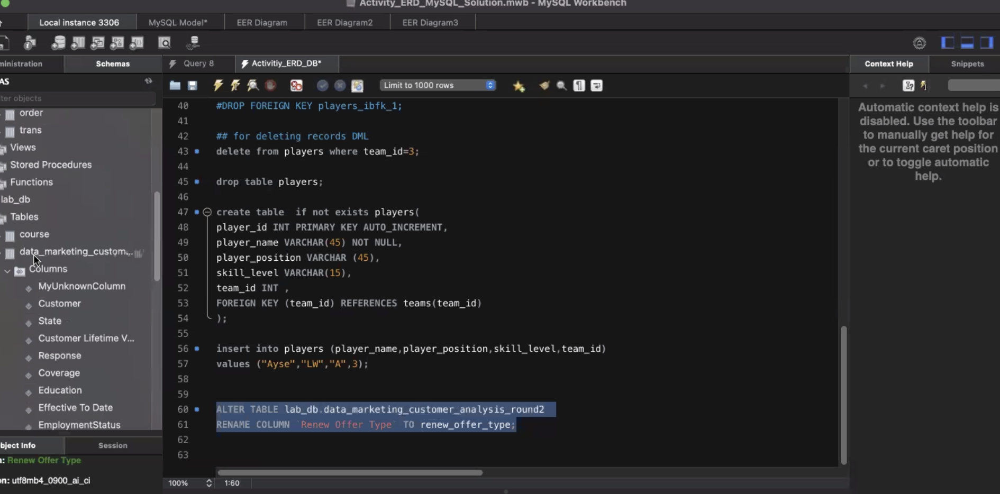 Activity_ERD_MySQL_Solution.mwb - MySQL Workbench
Local instance 3306
MySQL Model*
EER Diagram
EER Diagram2
EER Diagram3
Schemas
Query 8
Activitiy_ERD_DB*
Context Help
Snippets
Limit to 1000 rows
order
trans
Views
Stored Procedures
Functions
lab_db
Tables
course
data_marketing_custom...
Columns
MyUnknownColumn
Customer
State
Customer Lifetime V...
Response
Coverage
Education
Effective To Date
EmploymentStatus
Session
Renew Offer Type
utf8mb4_0900_ai_ci
40 #DROP FOREIGN KEY players_ibfk_1;
41
42 ## for deleting records DML
43 delete from players where team_id=3;
44
45 drop table players;
46
47 create table  if not exists players(
48 player_id INT PRIMARY KEY AUTO_INCREMENT,
49 player_name VARCHAR(45) NOT NULL,
50 player_position VARCHAR (45),
51 skill_level VARCHAR(15),
52 team_id INT ,
53 FOREIGN KEY (team_id) REFERENCES teams(team_id)
54 );
55
56 insert into players (player_name,player_position,skill_level,team_id)
57 values ("Ayse","LW","A",3);
58
59
60 ALTER TABLE lab_db.data_marketing_customer_analysis_round2
61 RENAME COLUMN `Renew Offer Type` TO renew_offer_type;
62
63
100%
1:60
Automatic context help is
disabled. Use the toolbar
to manually get help for
the current caret position
or to toggle automatic
help.